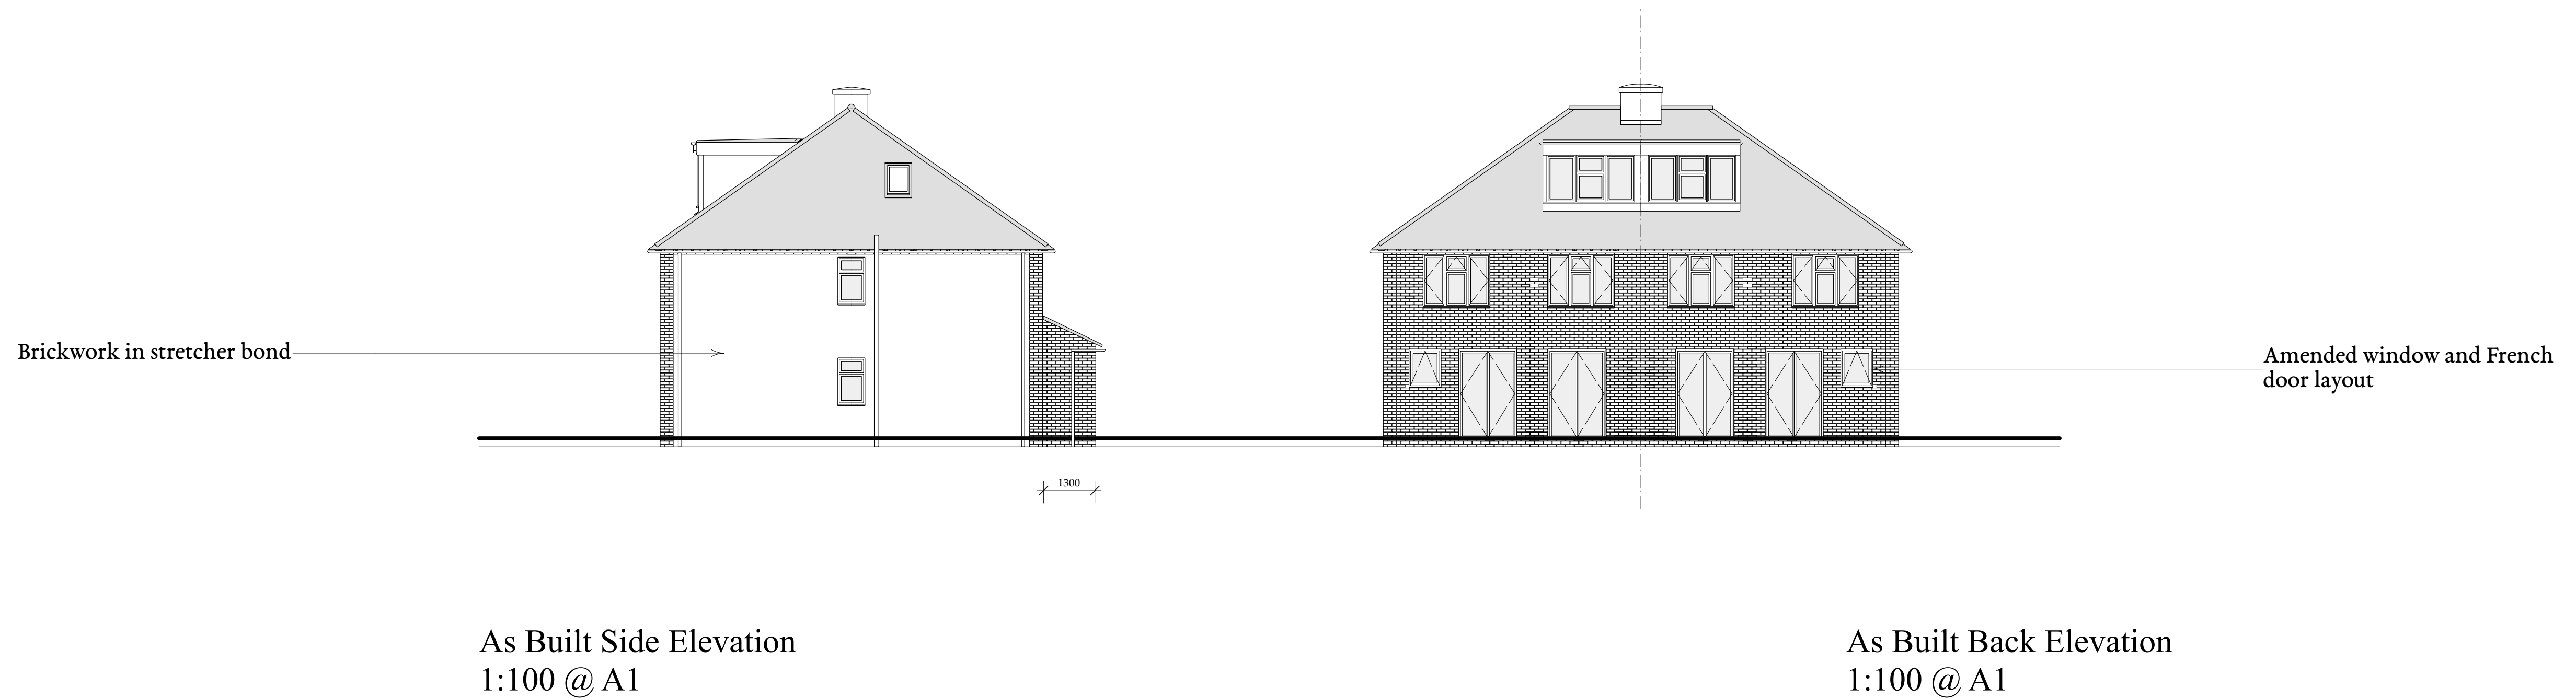 Brickwork in stretcher bond
Amended window and French
door layout
1300
As Built Side Elevation
1:100 @ A1
As Built Back Elevation
1:100 @ A1